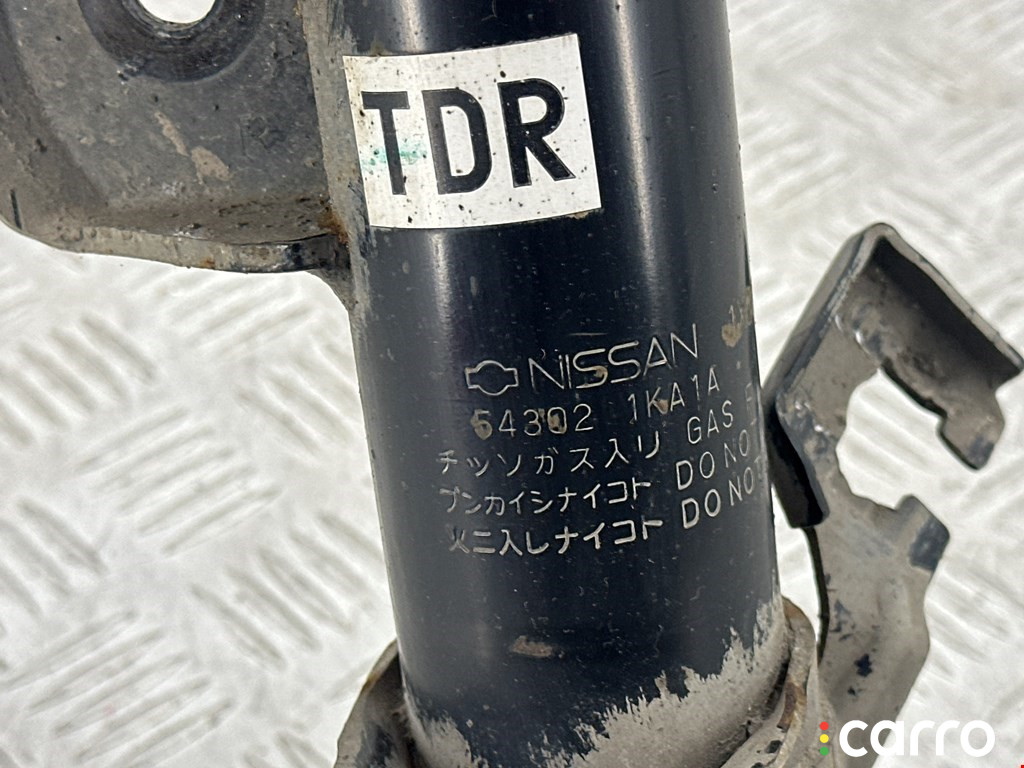 TDR
NISSAN
54302 1KA1A
チッソガス入リ GAS
ブンカイシナイコト DO NOT
火ニ入レナイコト DO NOT
carro